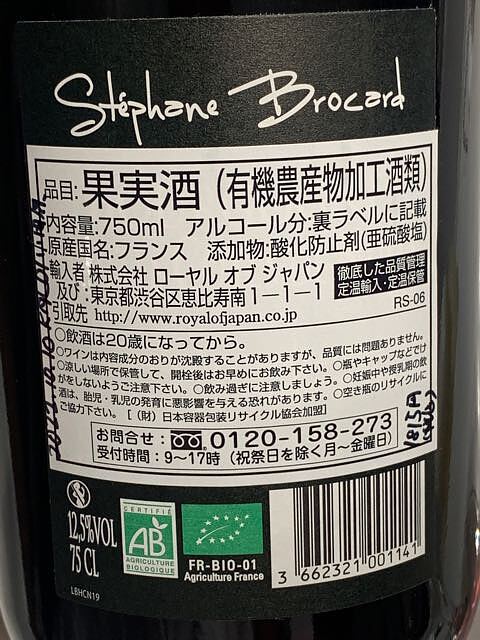 Stéphane Brocard
品目:果実酒(有機農産物加工酒類)
内容量:750ml アルコール分:裏ラベルに記載
原産国名:フランス 添加物:酸化防止剤(亜硫酸塩)
輸入者 株式会社 ローヤル オブ ジャパン
及び:東京都渋谷区恵比寿南1ー1ー1
引取先 http://www.royalofjapan.co.jp
徹底した品質管理
定温輸入・定温保管
RS-06
○飲酒は20歳になってから。
○ワインは内容成分のおりが沈殿することがありますが、品質には問題ありません。
○涼しい場所で保管して、開栓後はお早めにお飲み下さい。○瓶やキャップなどでけ
がをしないようご注意下さい。○飲み過ぎに注意しましょう。○妊娠中や授乳期の飲
酒は、胎児・乳児の発育に悪影響を与える恐れがあります。○空き瓶のリサイクルに
ご協力下さい。[(財)日本容器包装リサイクル協会加盟]
お問合せ:0120-158-273
受付時間:9〜17時(祝祭日を除く月〜金曜日)
12,5%VOL
75 CL
LBHCN19
CERTIFIÉ
AB
AGRICULTURE
BIOLOGIQUE
FR-BIO-01
Agriculture France
3 662321 001141